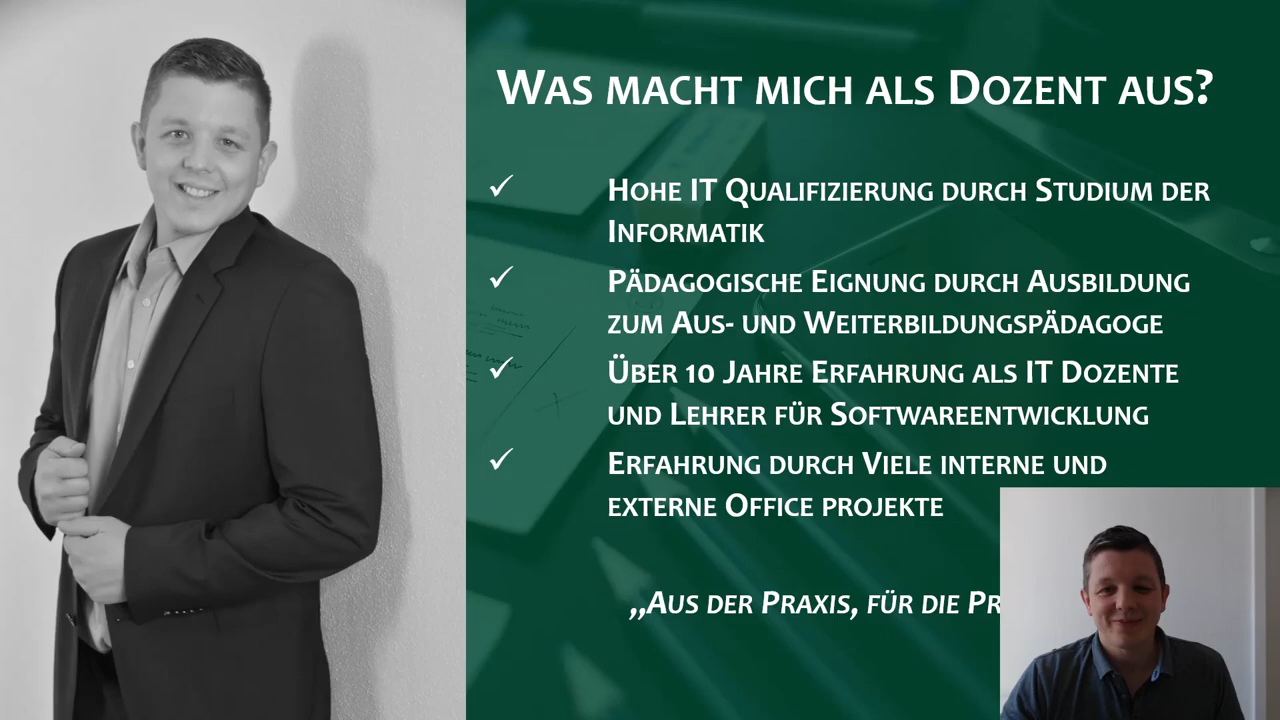 Was macht mich als Dozent aus?
✓ Hohe IT Qualifizierung durch Studium der
Informatik
✓ Pädagogische Eignung durch Ausbildung
zum Aus- und Weiterbildungspädagoge
✓ Über 10 Jahre Erfahrung als IT Dozente
und Lehrer für Softwareentwicklung
✓ Erfahrung durch Viele interne und
externe Office projekte
„Aus der Praxis, für die Pr